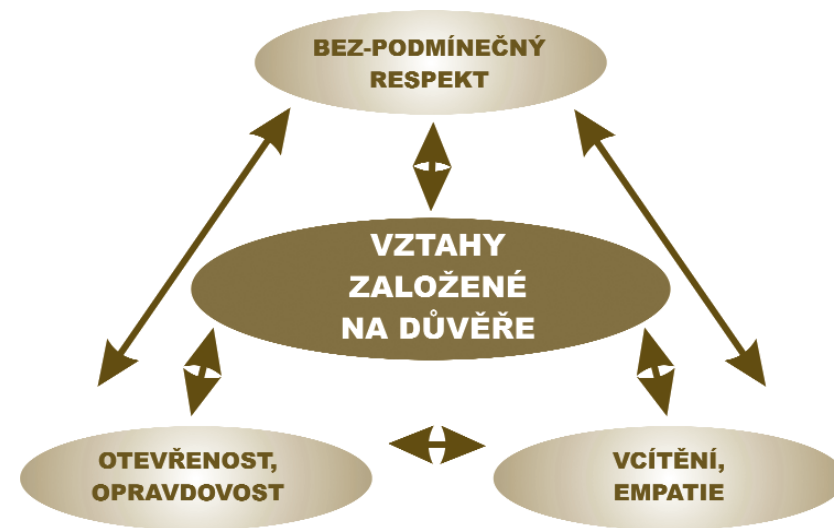 BEZ-PODMÍNEČNÝ
RESPEKT
VZTAHY
ZALOŽENÉ
NA DŮVĚŘE
OTEVŘENOST,
OPRAVDOVOST
VCÍTĚNÍ,
EMPATIE